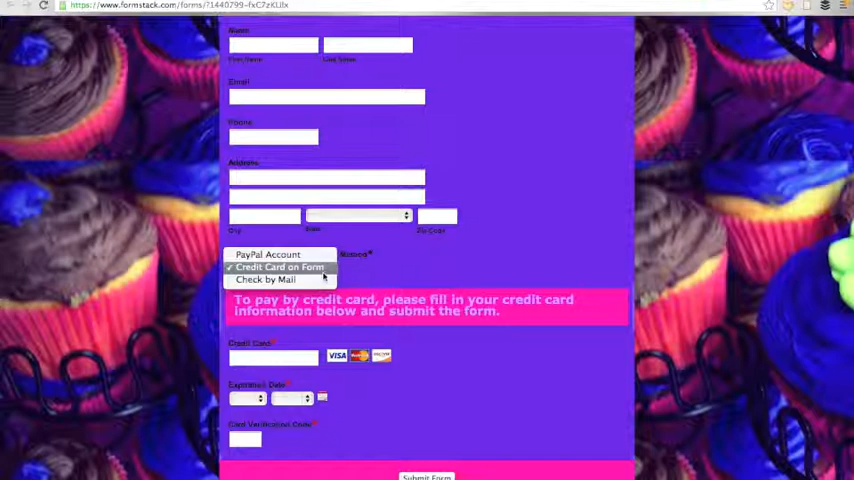 https://www.formstack.com/forms/?1440799-fxC7zKLIlx
Name
First Name
Last Name
Email
Phone
Address
City
State
Zip Code
PayPal Account
✓ Credit Card on Form
Check by Mail
To pay by credit card, please fill in your credit card
information below and submit the form.
Credit Card*
VISA
Expiration Date*
Card Verification Code*
Submit Form